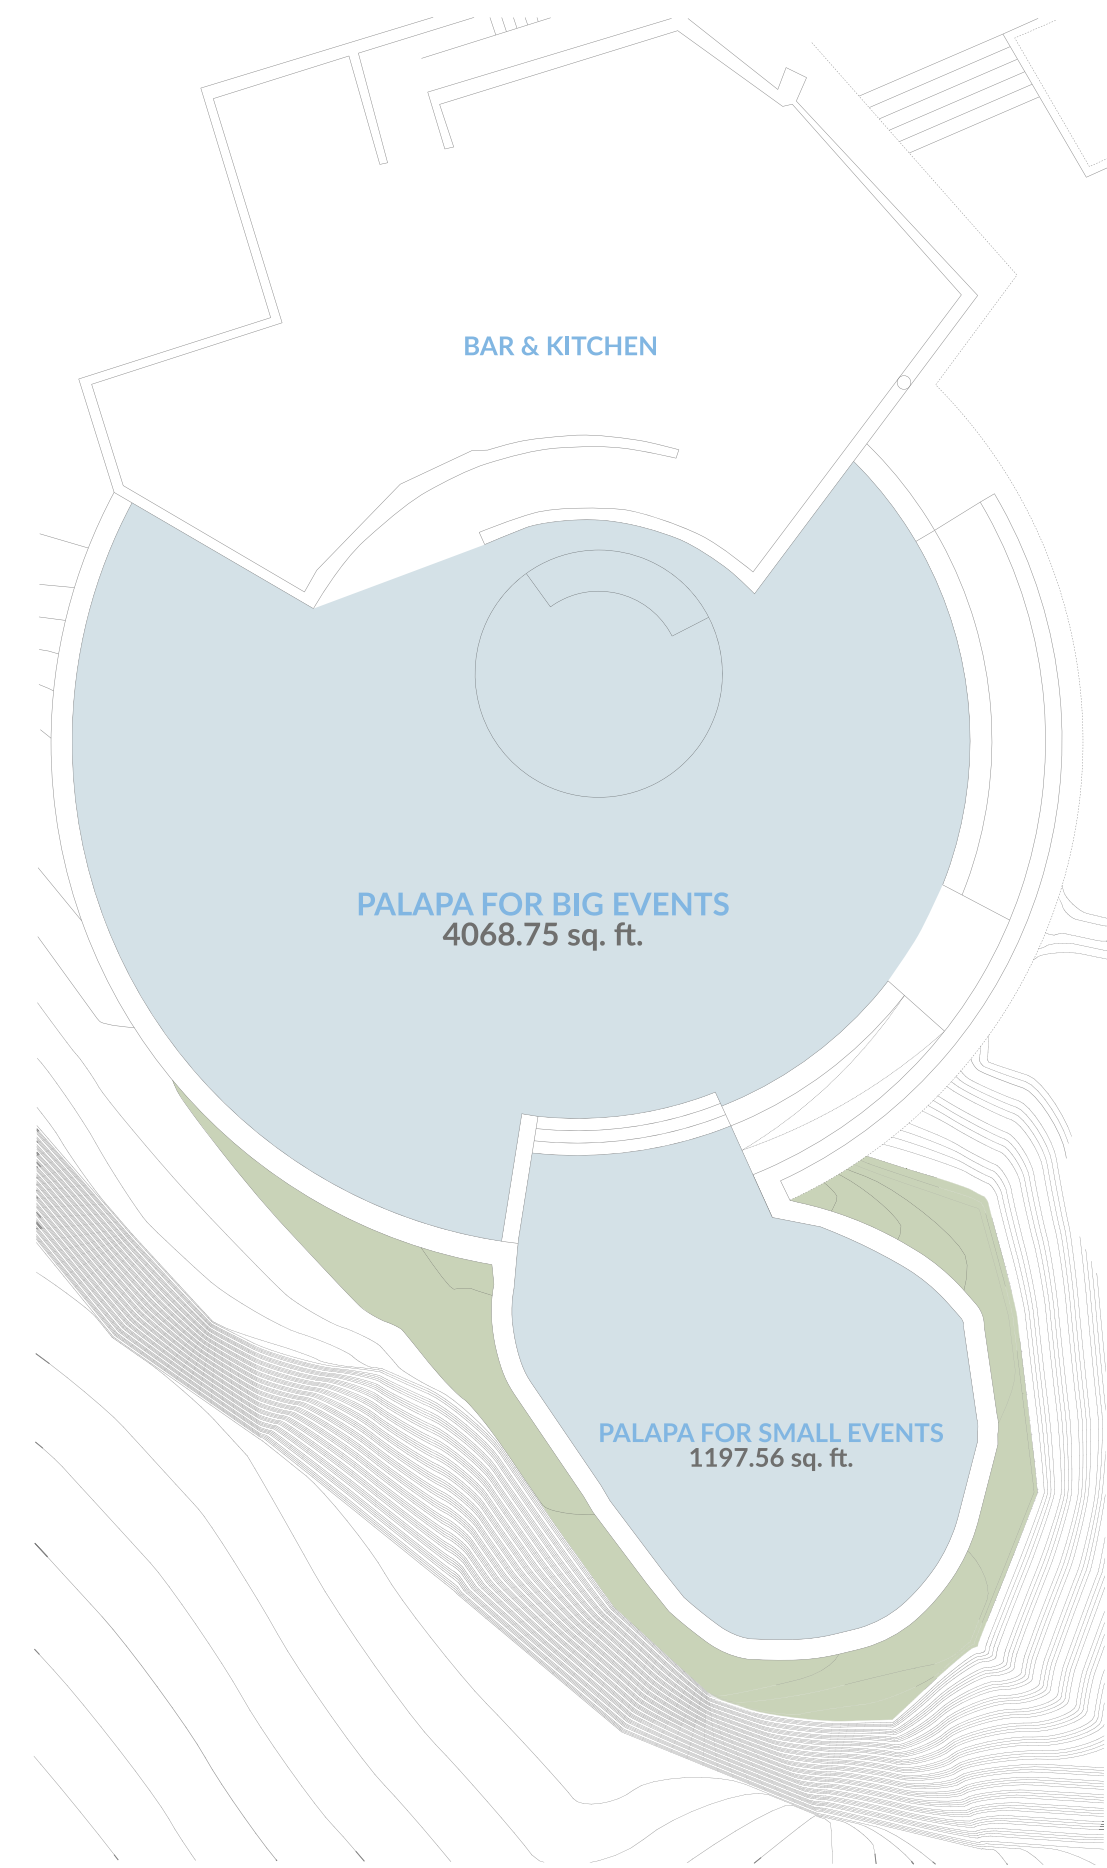 BAR & KITCHEN
PALAPA FOR BIG EVENTS
4068.75 sq. ft.
PALAPA FOR SMALL EVENTS
1197.56 sq. ft.